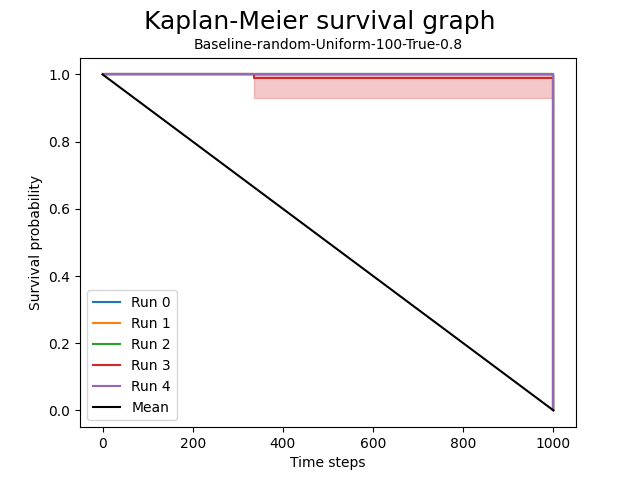 Kaplan-Meier survival graph
Baseline-random-Uniform-100-True-0.8
1.0
0.8
0.6
0.4
0.2
0.0
Survival probability
Run 0
Run 1
Run 2
Run 3
Run 4
Mean
0 200 400 600 800 1000
Time steps